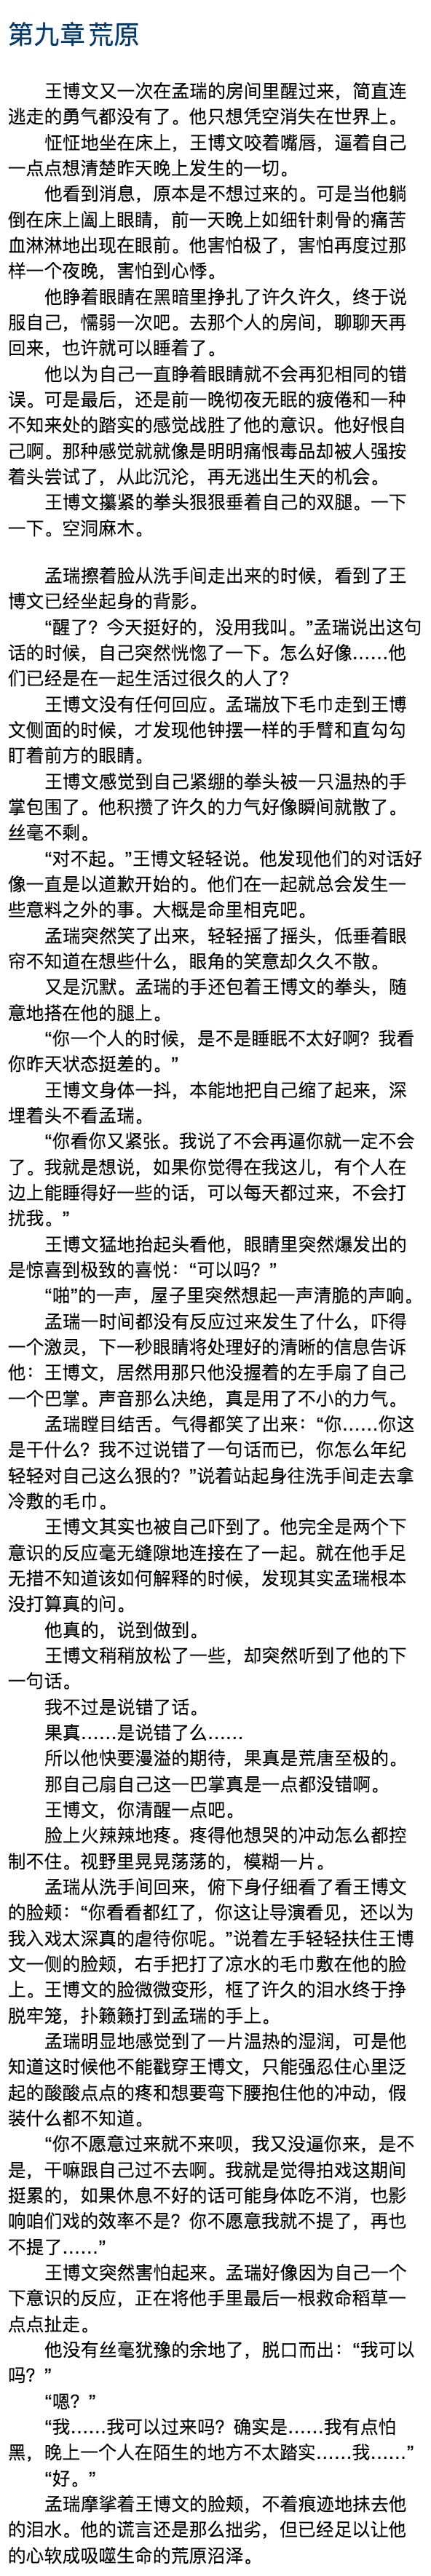 第九章 荒原
王博文又一次在孟瑞的房间里醒过来，简直连
逃走的勇气都没有了。他只想凭空消失在世界上。
怔怔地坐在床上，王博文咬着嘴唇，逼着自己
一点点想清楚昨天晚上发生的一切。
他看到消息，原本是不想过来的。可是当他躺
倒在床上阖上眼睛，前一天晚上如细针刺骨的痛苦
血淋淋地出现在眼前。他害怕极了，害怕再度过那
样一个夜晚，害怕到心悸。
他睁着眼睛在黑暗里挣扎了许久许久，终于说
服自己，懦弱一次吧。去那个人的房间，聊聊天再
回来，也许就可以睡着了。
他以为自己一直睁着眼睛就不会再犯相同的错
误。可是最后，还是前一晚彻夜无眠的疲倦和一种
不知来处的踏实的感觉战胜了他的意识。他好恨自
己啊。那种感觉就就像是明明痛恨毒品却被人强按
着头尝试了，从此沉沦，再无逃出生天的机会。
王博文攥紧的拳头狠狠垂着自己的双腿。一下
一下。空洞麻木。
孟瑞擦着脸从洗手间走出来的时候，看到了王
博文已经坐起身的背影。
“醒了？今天挺好的，没用我叫。”孟瑞说出这句
话的时候，自己突然恍惚了一下。怎么好像……他
们已经是在一起生活过很久的人了？
王博文没有任何回应。孟瑞放下毛巾走到王博
文侧面的时候，才发现他钟摆一样的手臂和直勾勾
盯着前方的眼睛。
王博文感觉到自己紧绷的拳头被一只温热的手
掌包围了。他积攒了许久的力气好像瞬间就散了。
丝毫不剩。
“对不起。”王博文轻轻说。他发现他们的对话好
像一直是以道歉开始的。他们在一起就总会发生一
些意料之外的事。大概是命里相克吧。
孟瑞突然笑了出来，轻轻摇了摇头，低垂着眼
帘不知道在想些什么，眼角的笑意却久久不散。
又是沉默。孟瑞的手还包着王博文的拳头，随
意地搭在他的腿上。
“你一个人的时候，是不是睡眠不太好啊？我看
你昨天状态挺差的。”
王博文身体一抖，本能地把自己缩了起来，深
埋着头不看孟瑞。
“你看你又紧张。我说了不会再逼你就一定不会
了。我就是想说，如果你觉得在我这儿，有个人在
边上能睡得好一些的话，可以每天都过来，不会打
扰我。”
王博文猛地抬起头看他，眼睛里突然爆发出的
是惊喜到极致的喜悦：“可以吗？”
“啪”的一声，屋子里突然想起一声清脆的声响。
孟瑞一时间都没有反应过来发生了什么，吓得
一个激灵，下一秒眼睛将处理好的清晰的信息告诉
他：王博文，居然用那只他没握着的左手扇了自己
一个巴掌。声音那么决绝，真是用了不小的力气。
孟瑞瞠目结舌。气得都笑了出来：“你……你这
是干什么？我不过说错了一句话而已，你怎么年纪
轻轻对自己这么狠的？”说着站起身往洗手间走去拿
冷敷的毛巾。
王博文其实也被自己吓到了。他完全是两个下
意识的反应毫无缝隙地连接在了一起。就在他手足
无措不知道该如何解释的时候，发现其实孟瑞根本
没打算真的问。
他真的，说到做到。
王博文稍稍放松了一些，却突然听到了他的下
一句话。
我不过是说错了话。
果真……是说错了么……
所以他快要漫溢的期待，果真是荒唐至极的。
那自己扇自己这一巴掌真是一点都没错啊。
王博文，你清醒一点吧。
脸上火辣辣地疼。疼得他想哭的冲动怎么都控
制不住。视野里晃晃荡荡的，模糊一片。
孟瑞从洗手间回来，俯下身仔细看了看王博文
的脸颊：“你看看都红了，你这让导演看见，还以为
我入戏太深真的虐待你呢。”说着左手轻轻扶住王博
文一侧的脸颊，右手把打了凉水的毛巾敷在他的脸
上。王博文的脸微微变形，框了许久的泪水终于挣
脱牢笼，扑簌簌打到孟瑞的手上。
孟瑞明显地感觉到了一片温热的湿润，可是他
知道这时候他不能戳穿王博文，只能强忍住心里泛
起的酸酸点点的疼和想要弯下腰抱住他的冲动，假
装什么都不知道。
“你不愿意过来就不来呗，我又没逼你来，是不
是，干嘛跟自己过不去啊。我就是觉得拍戏这期间
挺累的，如果休息不好的话可能身体吃不消，也影
响咱们戏的效率不是？你不愿意我就不提了，再也
不提了……”
王博文突然害怕起来。孟瑞好像因为自己一个
下意识的反应，正在将他手里最后一根救命稻草一
点点扯走。
他没有丝毫犹豫的余地了，脱口而出：“我可以
吗？”
“嗯？”
“我……我可以过来吗？确实是……我有点怕
黑，晚上一个人在陌生的地方不太踏实……我……”
“好。”
孟瑞摩挲着王博文的脸颊，不着痕迹地抹去他
的泪水。他的谎言还是那么拙劣，但已经足以让他
的心软成吸噬生命的荒原沼泽。